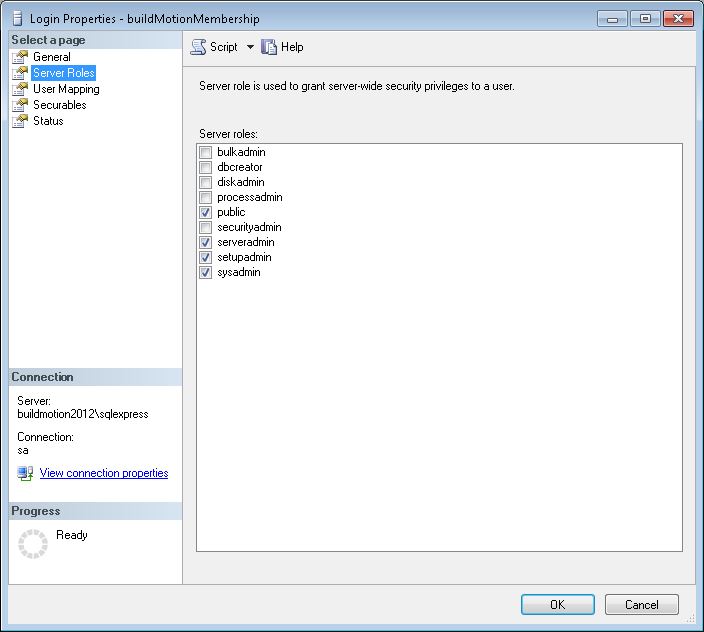 Login Properties - buildMotionMembership
Select a page
General
Server Roles
User Mapping
Securables
Status
Connection
Server:
buildmotion2012\sqlexpress
Connection:
sa
View connection properties
Progress
Ready
Script
Help
Server role is used to grant server-wide security privileges to a user.
Server roles:
bulkadmin
dbcreator
diskadmin
processadmin
public
securityadmin
serveradmin
setupadmin
sysadmin
OK
Cancel